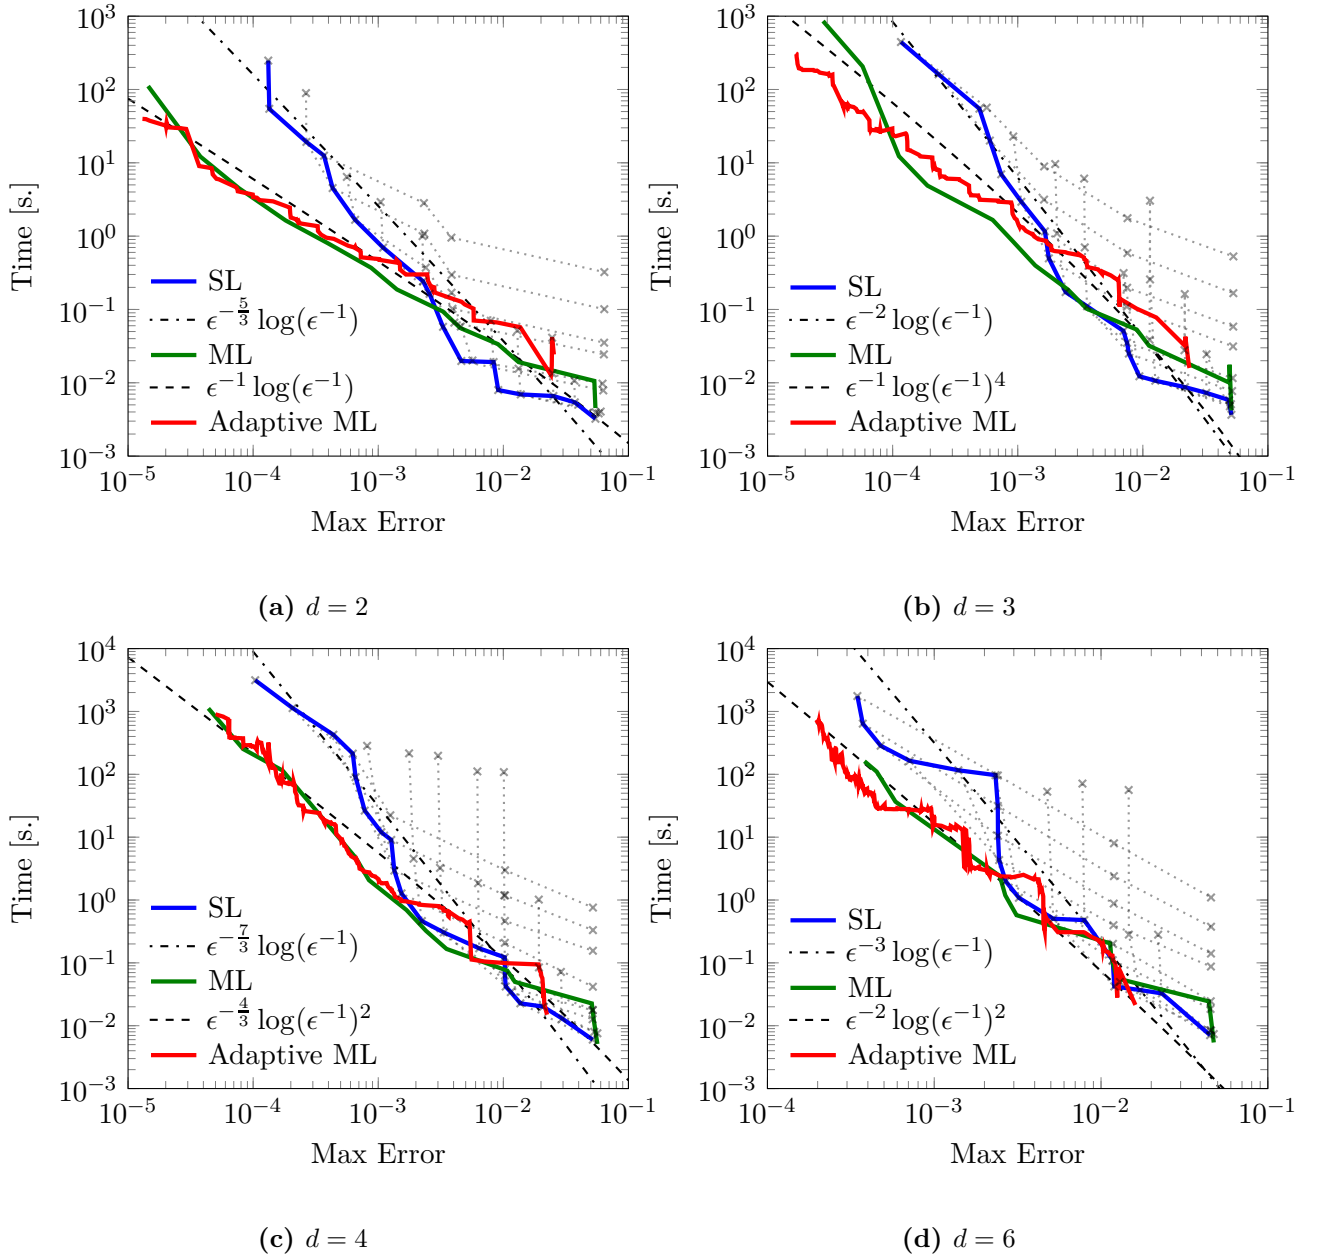 10^3
10^2
10^1
10^0
10^{-1}
10^{-2}
10^{-3}
10^{-5} 10^{-4} 10^{-3} 10^{-2} 10^{-1}
Time [s.]
Max Error
SL
ϵ^{-5/3} log(ϵ^{-1})
ML
ϵ^{-1} log(ϵ^{-1})
Adaptive ML
(a) d = 2
10^3
10^2
10^1
10^0
10^{-1}
10^{-2}
10^{-3}
10^{-5} 10^{-4} 10^{-3} 10^{-2} 10^{-1}
Time [s.]
Max Error
SL
ϵ^{-2} log(ϵ^{-1})
ML
ϵ^{-1} log(ϵ^{-1})^4
Adaptive ML
(b) d = 3
10^4
10^3
10^2
10^1
10^0
10^{-1}
10^{-2}
10^{-3}
10^{-5} 10^{-4} 10^{-3} 10^{-2} 10^{-1}
Time [s.]
Max Error
SL
ϵ^{-7/3} log(ϵ^{-1})
ML
ϵ^{-4/3} log(ϵ^{-1})^2
Adaptive ML
(c) d = 4
10^4
10^3
10^2
10^1
10^0
10^{-1}
10^{-2}
10^{-3}
10^{-4} 10^{-3} 10^{-2} 10^{-1}
Time [s.]
Max Error
SL
ϵ^{-3} log(ϵ^{-1})
ML
ϵ^{-2} log(ϵ^{-1})^2
Adaptive ML
(d) d = 6